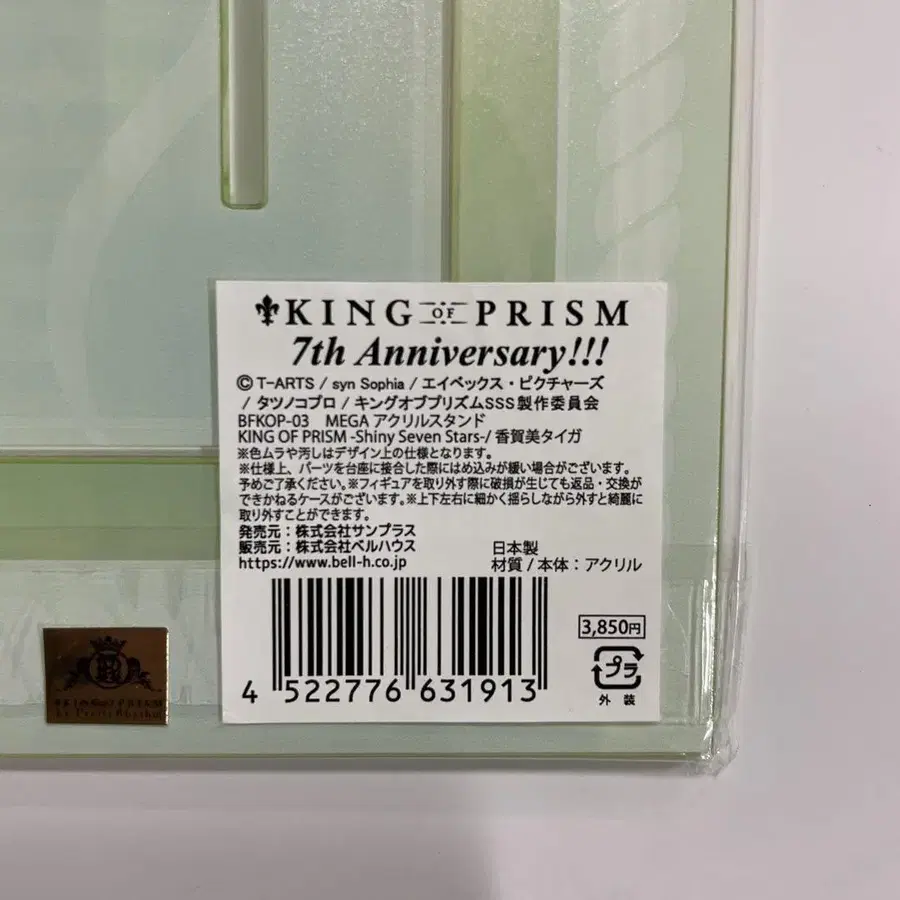 KING OF PRISM
7th Anniversary!!!
Ⓒ T-ARTS / syn Sophia / エイベックス・ピクチャーズ
/ タツノコプロ / キングオブプリズムSSS製作委員会
BFKOP-03 MEGA アクリルスタンド
KING OF PRISM -Shiny Seven Stars-/ 香賀美タイガ
※色ムラや汚しはデザイン上の仕様となります。
※仕様上、パーツを台座に接合した際にはめ込みが緩い場合がございます。
予めご了承ください。※フィギュアを取り外す際に破損が生じても返品・交換が
できかねるケースがございます。※上下左右に細かく揺らしながら外すと綺麗に
取り外すことができます。
発売元：株式会社サンプラス
販売元：株式会社ベルハウス
日本製
https://www.bell-h.co.jp
材質 / 本体：アクリル
3,850円
プラ
外装
4 522776 631913
KING OF PRISM
by Pretty Rhythm